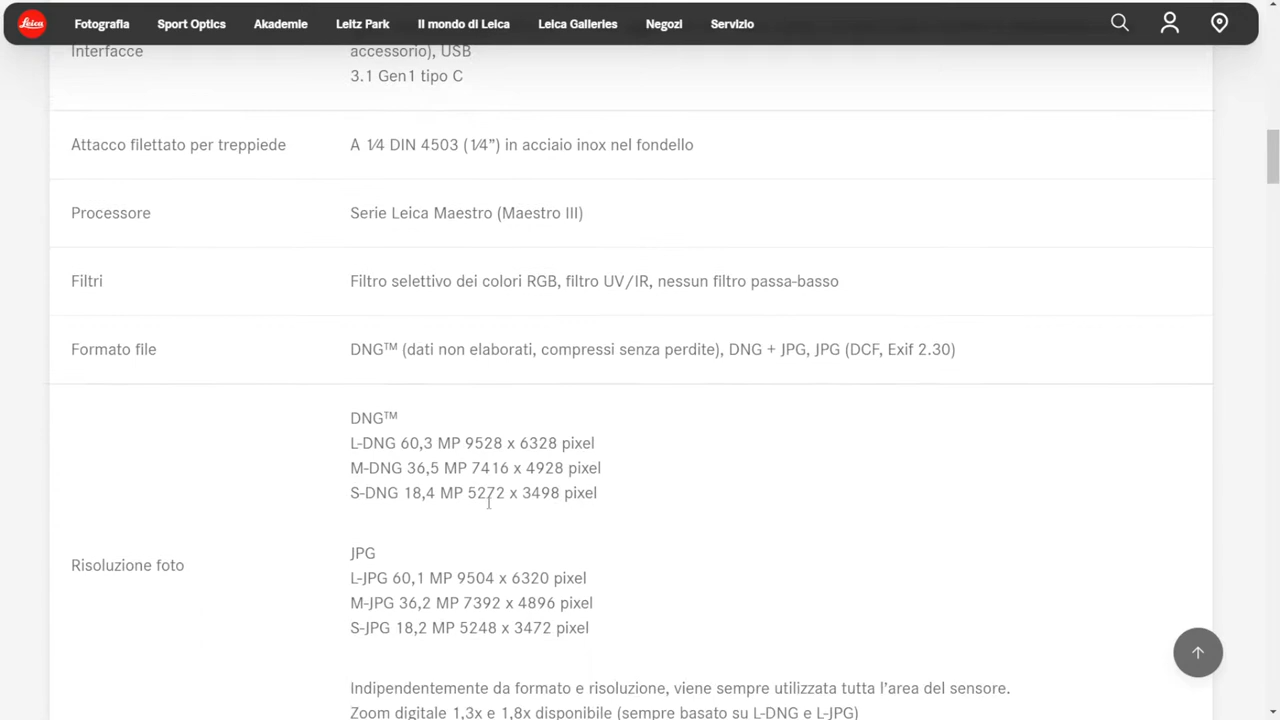 Leica Fotografia Sport Optics Akademie Leitz Park Il mondo di Leica Leica Galleries Negozi Servizio
Interfacce
accessorio), USB
3.1 Gen1 tipo C
Attacco filettato per treppiede
A 1⁄4 DIN 4503 (1⁄4”) in acciaio inox nel fondello
Processore
Serie Leica Maestro (Maestro III)
Filtri
Filtro selettivo dei colori RGB, filtro UV/IR, nessun filtro passa-basso
Formato file
DNG™ (dati non elaborati, compressi senza perdite), DNG + JPG, JPG (DCF, Exif 2.30)
Risoluzione foto
DNG™
L-DNG 60,3 MP 9528 x 6328 pixel
M-DNG 36,5 MP 7416 x 4928 pixel
S-DNG 18,4 MP 5272 x 3498 pixel
JPG
L-JPG 60,1 MP 9504 x 6320 pixel
M-JPG 36,2 MP 7392 x 4896 pixel
S-JPG 18,2 MP 5248 x 3472 pixel
Indipendentemente da formato e risoluzione, viene sempre utilizzata tutta l’area del sensore.
Zoom digitale 1,3x e 1,8x disponibile (sempre basato su L-DNG e L-JPG)